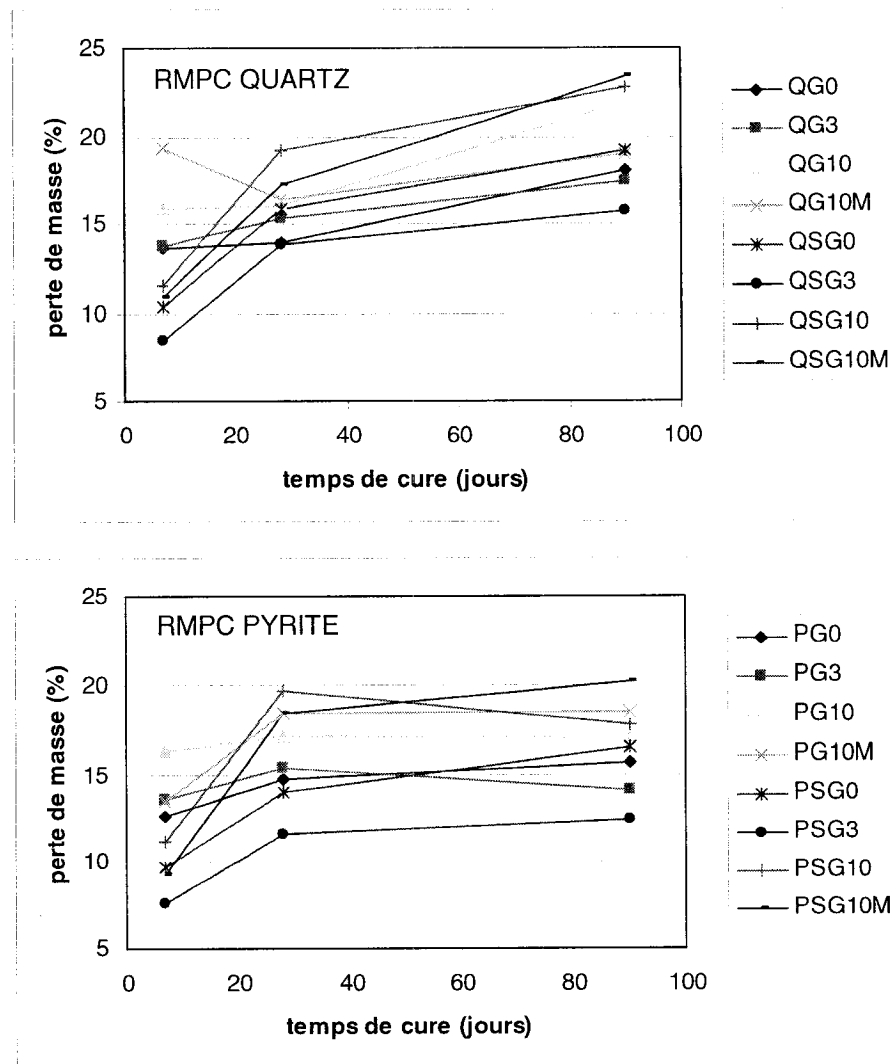 RMPC QUARTZ
perte de masse (%)
25
20
15
10
5
0
20
40
60
80
100
temps de cure (jours)
QG0
QG3
QG10
QG10M
QSG0
QSG3
QSG10
QSG10M
RMPC PYRITE
perte de masse (%)
25
20
15
10
5
0
20
40
60
80
100
temps de cure (jours)
PG0
PG3
PG10
PG10M
PSG0
PSG3
PSG10
PSG10M